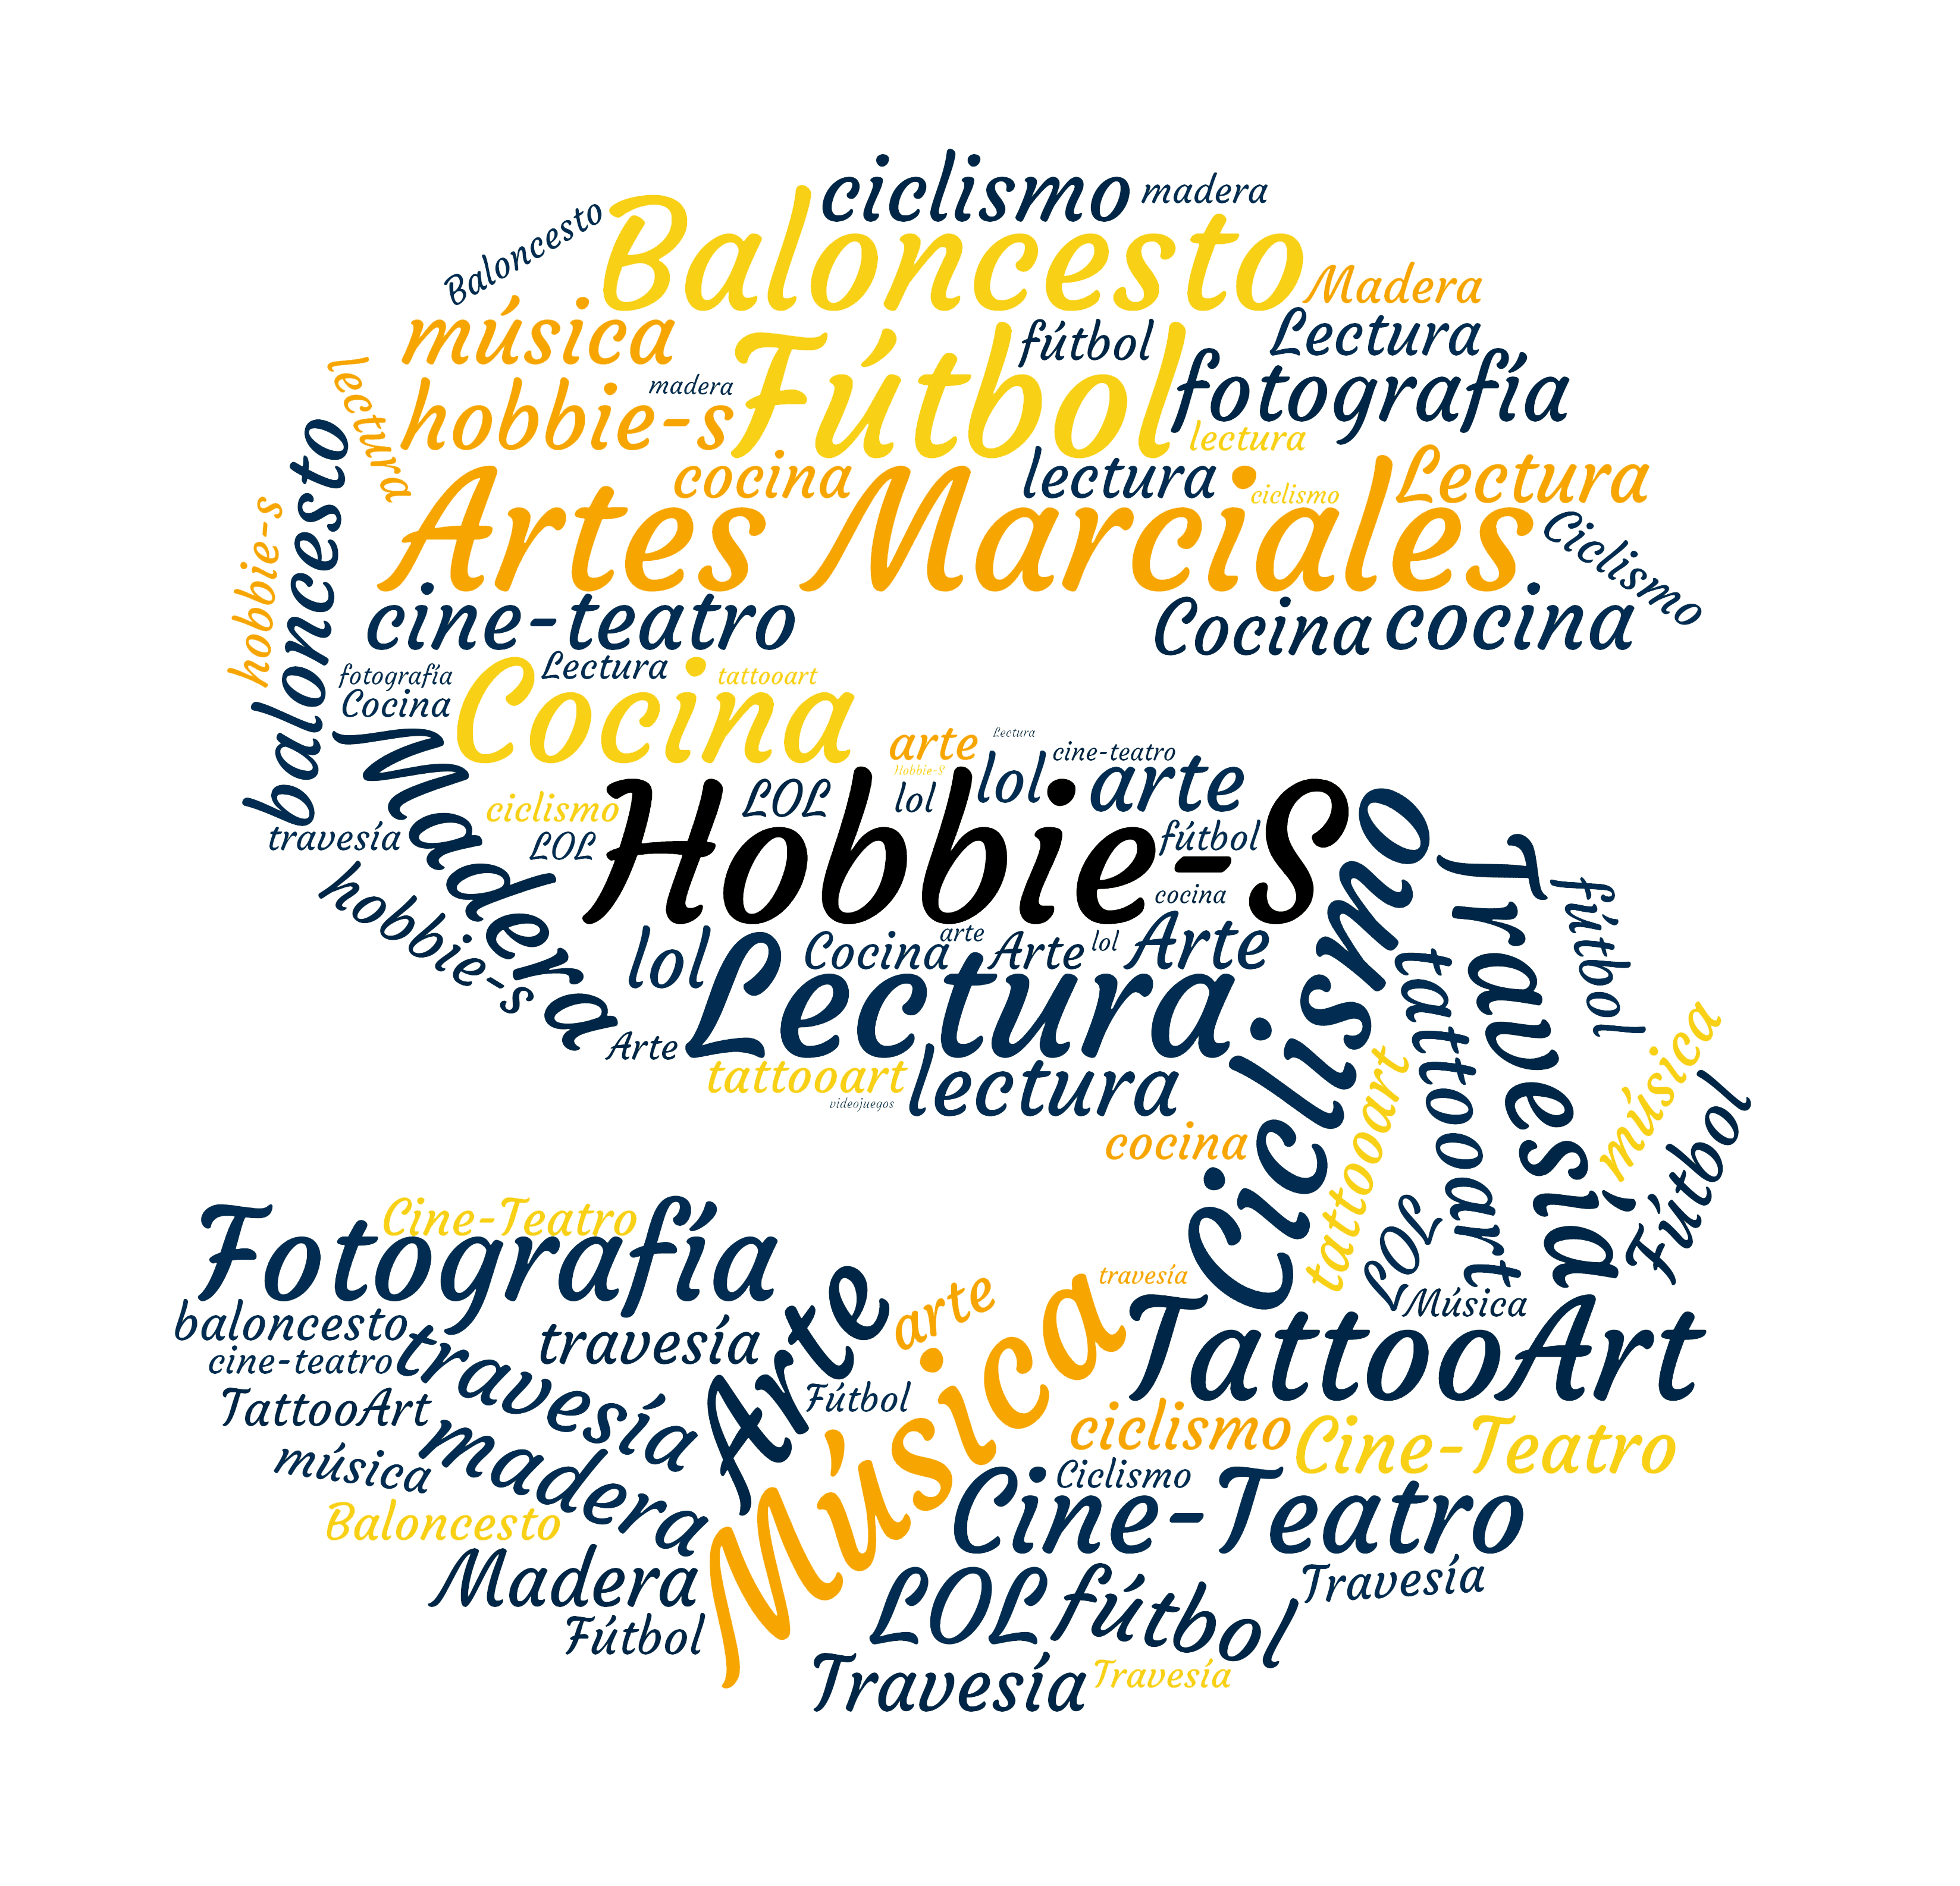 ciclismo
madera
Baloncesto
Baloncesto
Madera
música
fútbol
Lectura
Fútbol
lectura
madera
hobbie-s
fotografía
lectura
cocina
lectura
ciclismo
Lectura
Artes Marciales
Ciclismo
baloncesto
hobbie-s
cine-teatro
Cocina
cocina
fotografía
Lectura
tattooart
Cocina
Cocina
Madera
arte
Lectura
cine-teatro
Hobbie-S
lol
arte
ciclismo
LOL
lol
travesía
LOL
Hobbie-S
fútbol
cocina
hobbie-s
lol
Cocina
arte
Arte
lol
Arte
Lectura
Arte
tattooart
videojuegos
lectura
cocina
Ciclismo
Travesía
fútbol
tattooart
tattooart
música
Fútbol
LOL
Música
Cine-Teatro
Fotografía
baloncesto
cine-teatro
travesía
travesía
TattooArt
música
madera
Baloncesto
Madera
Fútbol
Arte
arte
travesía
Fútbol
Música
TattooArt
ciclismo
Cine-Teatro
Ciclismo
Cine-Teatro
LOL
fútbol
Travesía
Travesía
Travesía